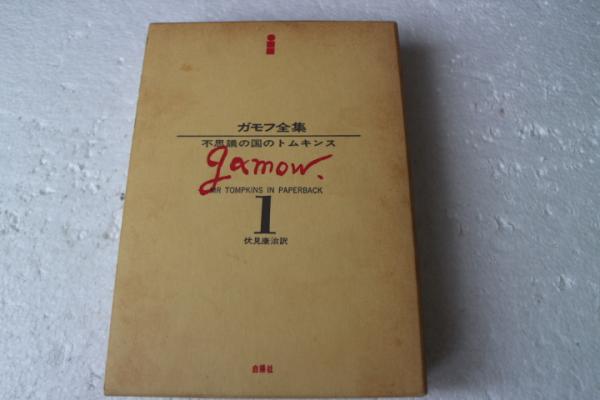 ガモフ全集
不思議の国のトムキンス
gamow.
MR TOMPKINS IN PAPERBACK
1
伏見康治訳
白揚社